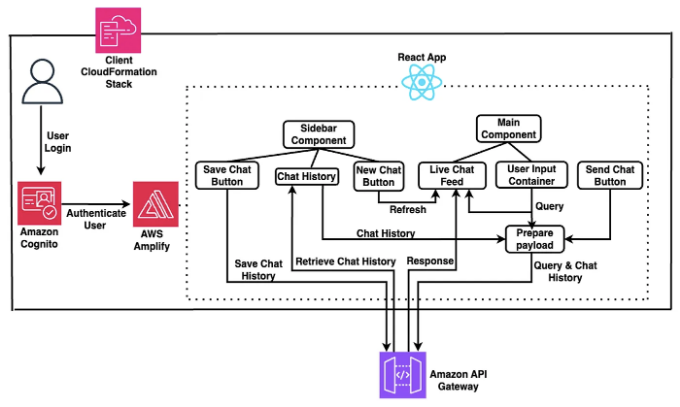 Client
CloudFormation
Stack
React App
User
Login
Sidebar
Component
Main
Component
Save Chat
Button
Chat History
New Chat
Button
Live Chat
Feed
User Input
Container
Send Chat
Button
Amazon
Cognito
Authenticate
User
AWS
Amplify
Refresh
Query
Chat History
Prepare
payload
Save Chat
History
Retrieve Chat History
Response
Query & Chat
History
Amazon API
Gateway